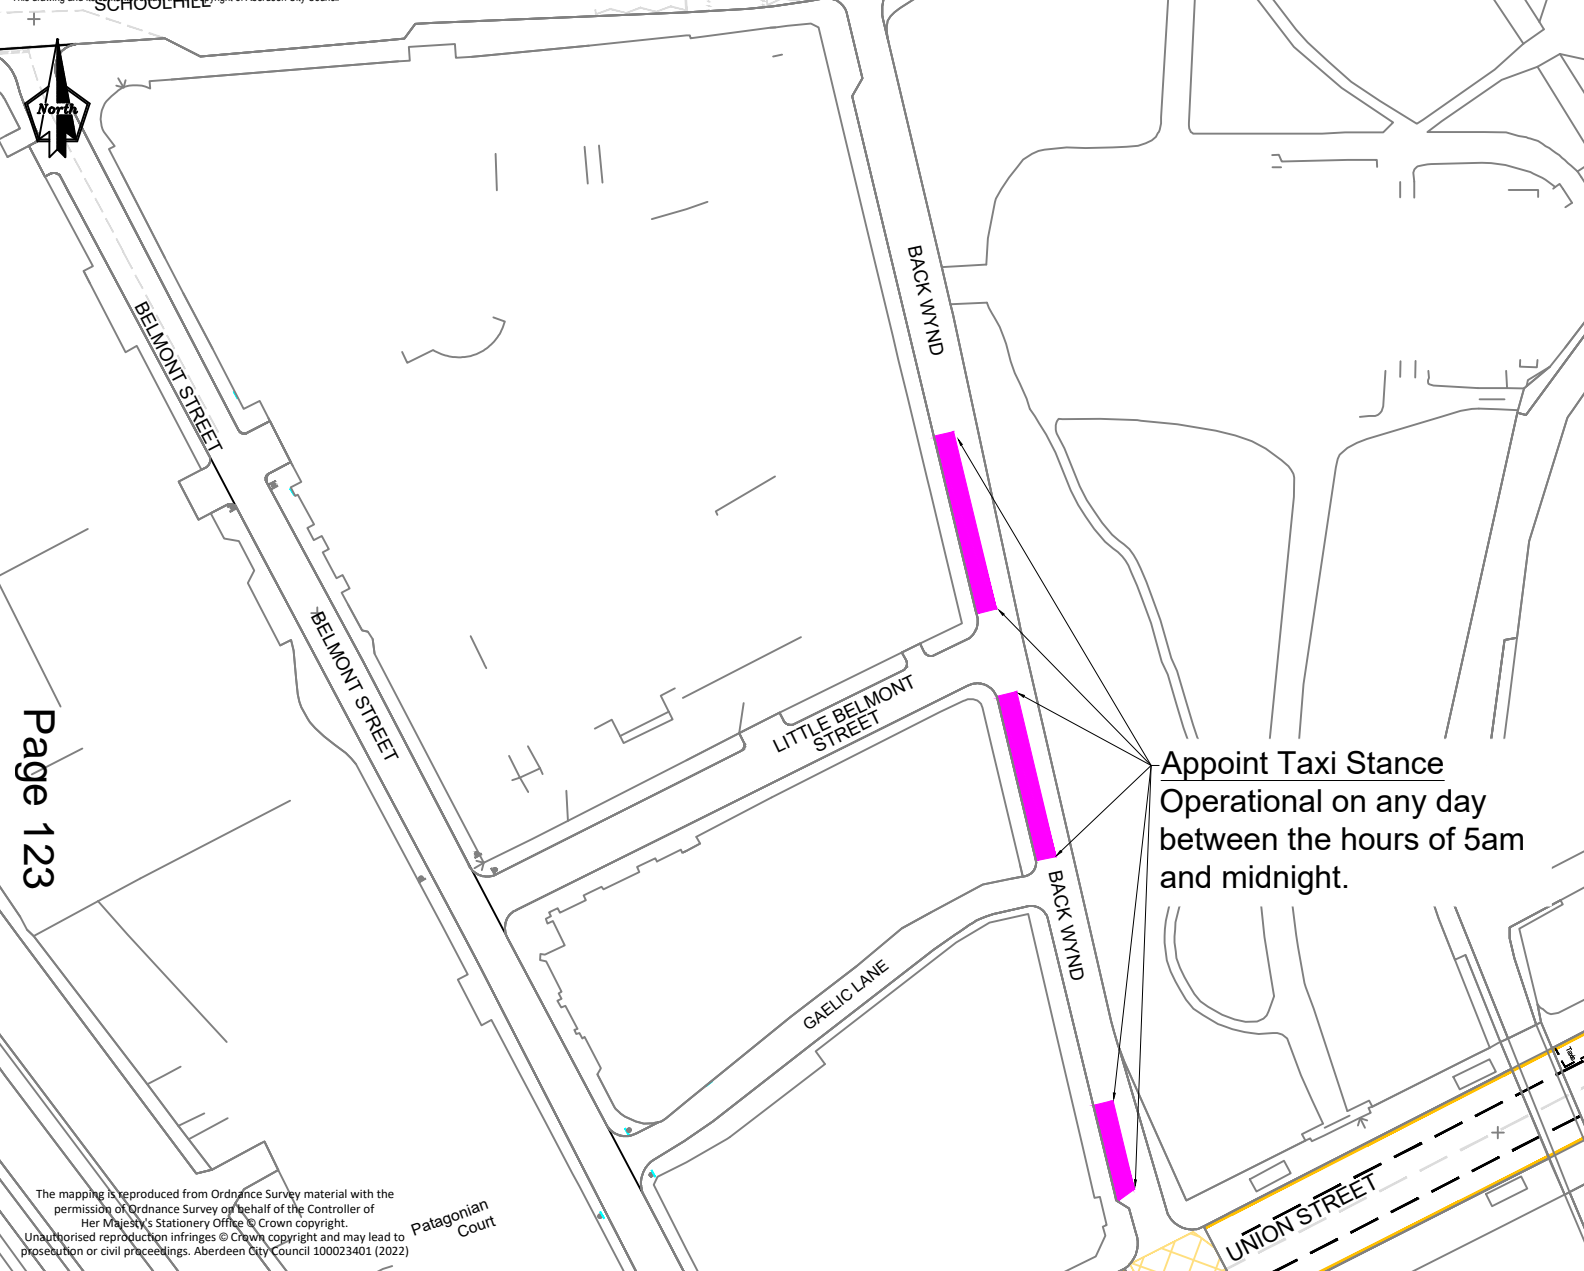 SCHOOLHILL
North
BACK WYND
BELMONT STREET
BELMONT STREET
LITTLE BELMONT
STREET
Page 123
Appoint Taxi Stance
Operational on any day
between the hours of 5am
and midnight.
BACK WYND
GAELIC LANE
The mapping is reproduced from Ordnance Survey material with the
permission of Ordnance Survey on behalf of the Controller of
Her Majesty's Stationery Office © Crown copyright.
Unauthorised reproduction infringes © Crown copyright and may lead to
prosecution or civil proceedings. Aberdeen City Council 100023401 (2022)
Patagonian
Court
UNION STREET